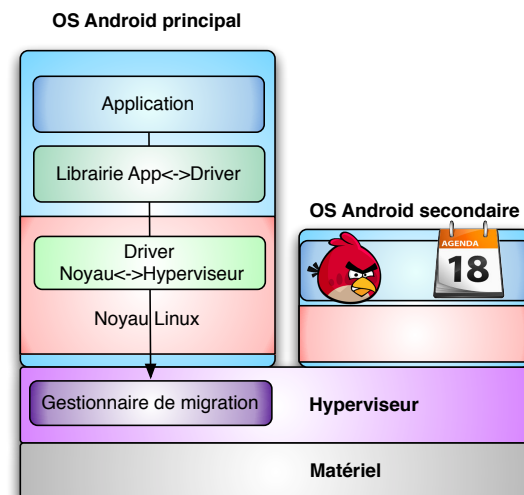 OS Android principal
Application
Librairie App<->Driver
OS Android secondaire
AGENDA
18
Driver
Noyau<->Hyperviseur
Noyau Linux
Gestionnaire de migration
Hyperviseur
Matériel